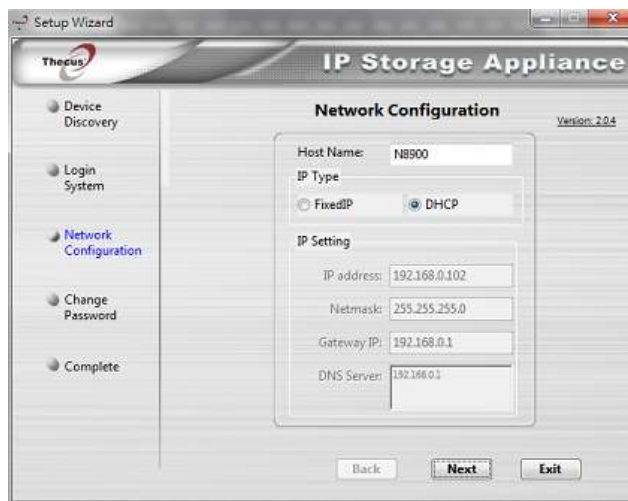 Setup Wizard
Thecus
IP Storage Appliance
Device
Discovery
Login
System
Network
Configuration
Change
Password
Complete
Network Configuration
Version: 2.0.4
Host Name: N8900
IP Type
FixedIP DHCP
IP Setting
IP address: 192.168.0.102
Netmask: 255.255.255.0
Gateway IP: 192.168.0.1
DNS Server: 192.168.0.1
Back Next Exit